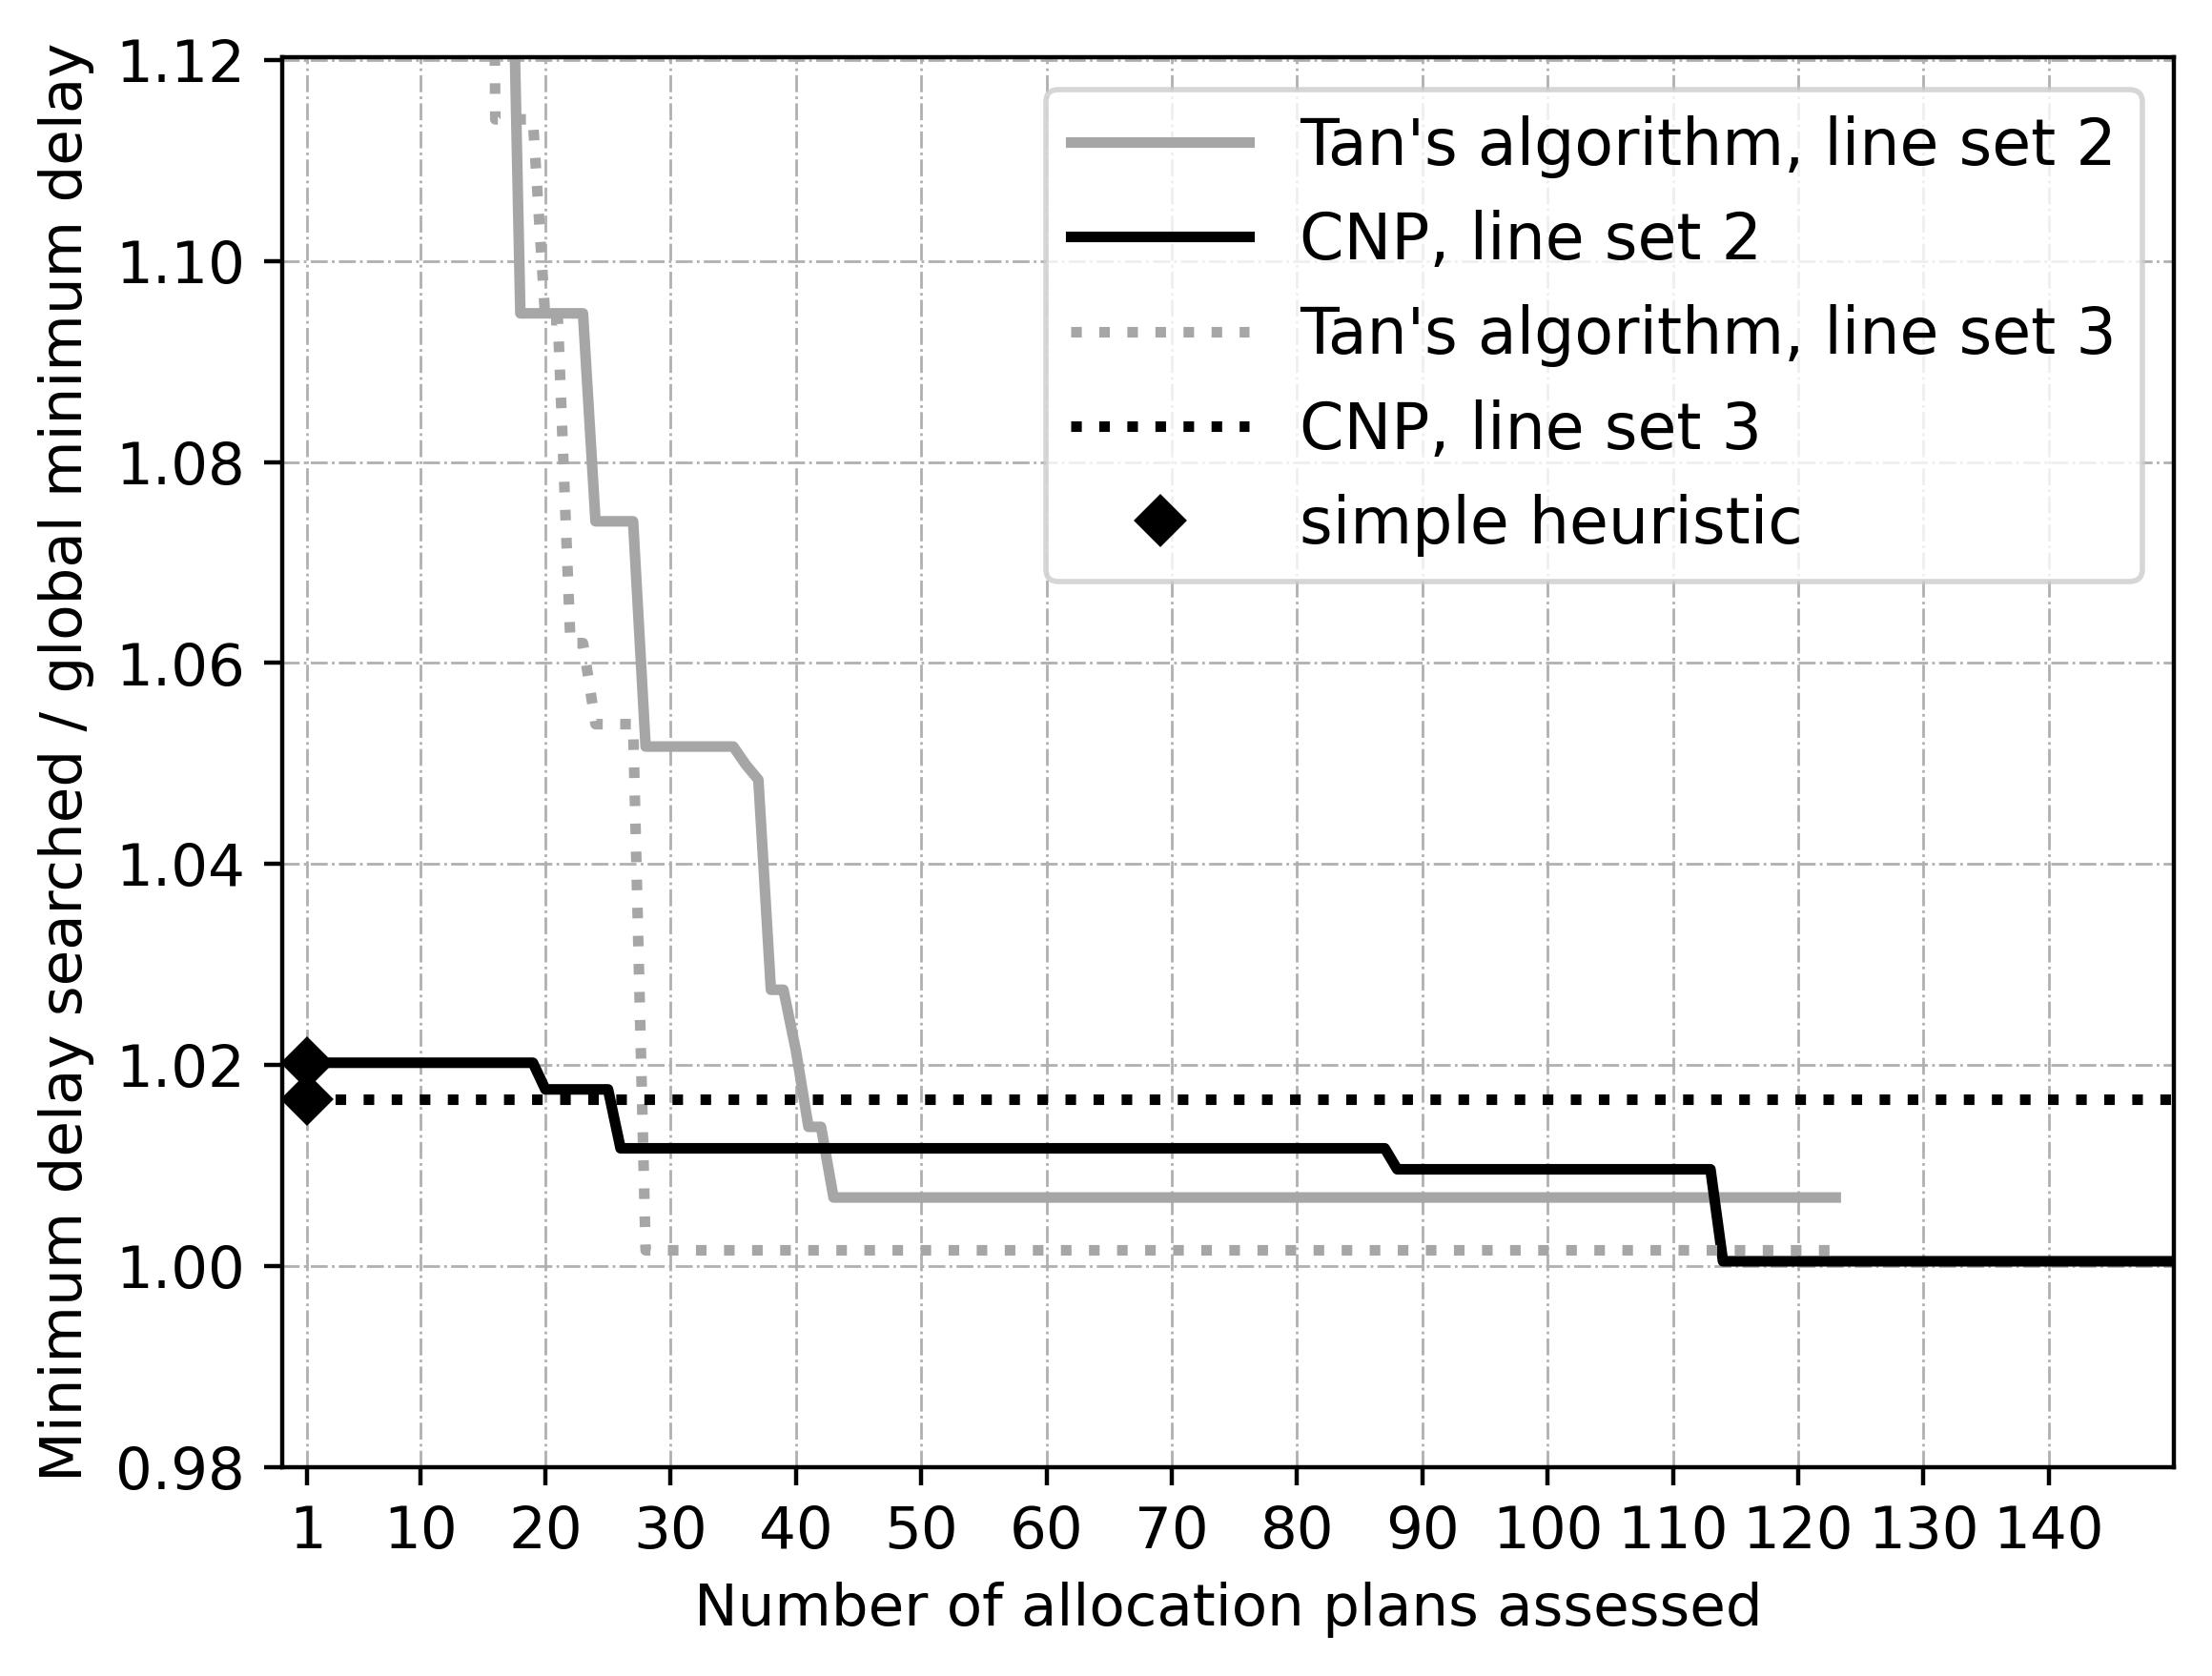 Minimum delay searched / global minimum delay
1.12
1.10
1.08
1.06
1.04
1.02
1.00
0.98
Tan's algorithm, line set 2
CNP, line set 2
Tan's algorithm, line set 3
CNP, line set 3
simple heuristic
1 10 20 30 40 50 60 70 80 90 100 110 120 130 140
Number of allocation plans assessed